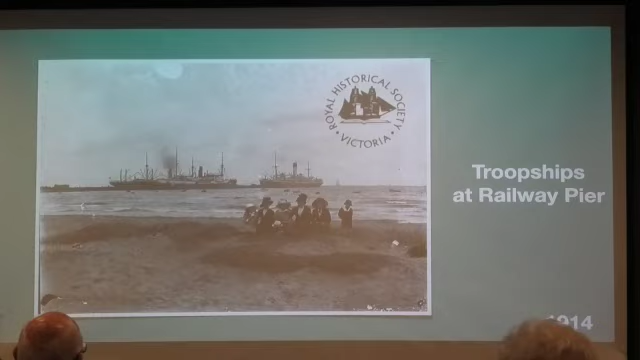 ROYAL HISTORICAL SOCIETY
• VICTORIA •
Troopships
at Railway Pier
1914